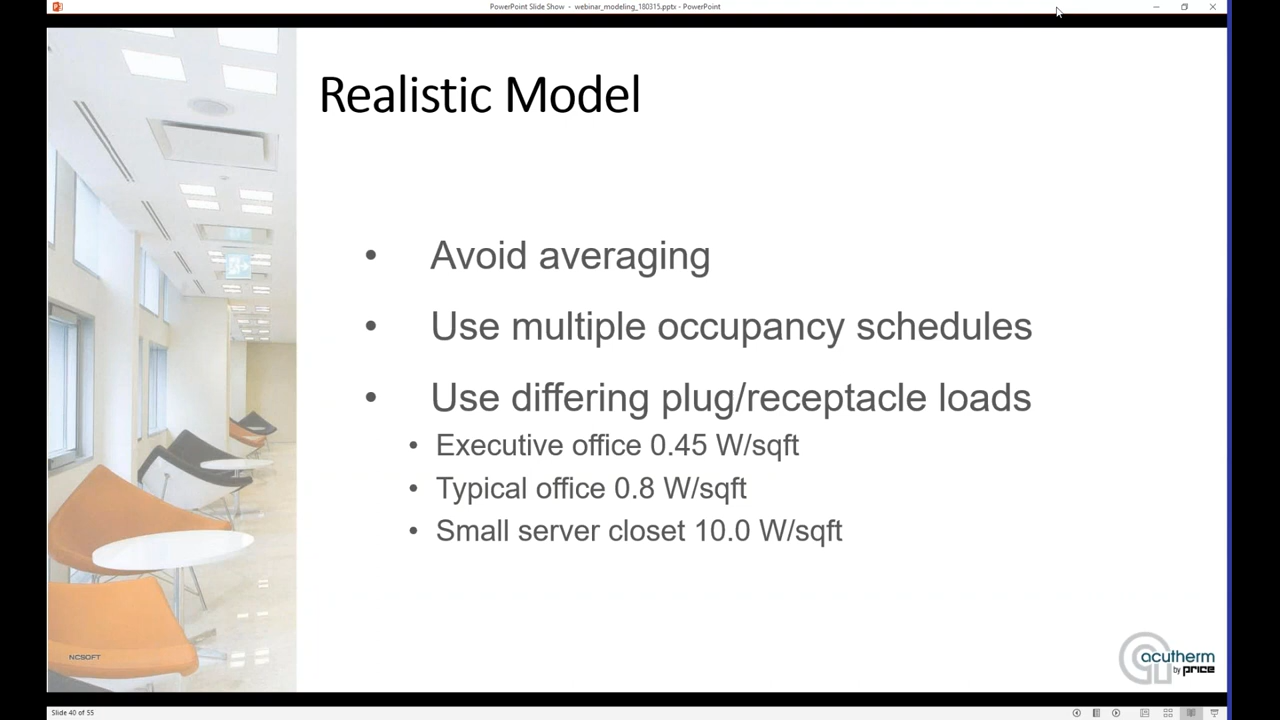 PowerPoint Slide Show - webinar_modeling_180315.pptx - PowerPoint
Realistic Model
• Avoid averaging
• Use multiple occupancy schedules
• Use differing plug/receptacle loads
• Executive office 0.45 W/sqft
• Typical office 0.8 W/sqft
• Small server closet 10.0 W/sqft
NCSOFT
acutherm
by PRICE
Slide 40 of 55